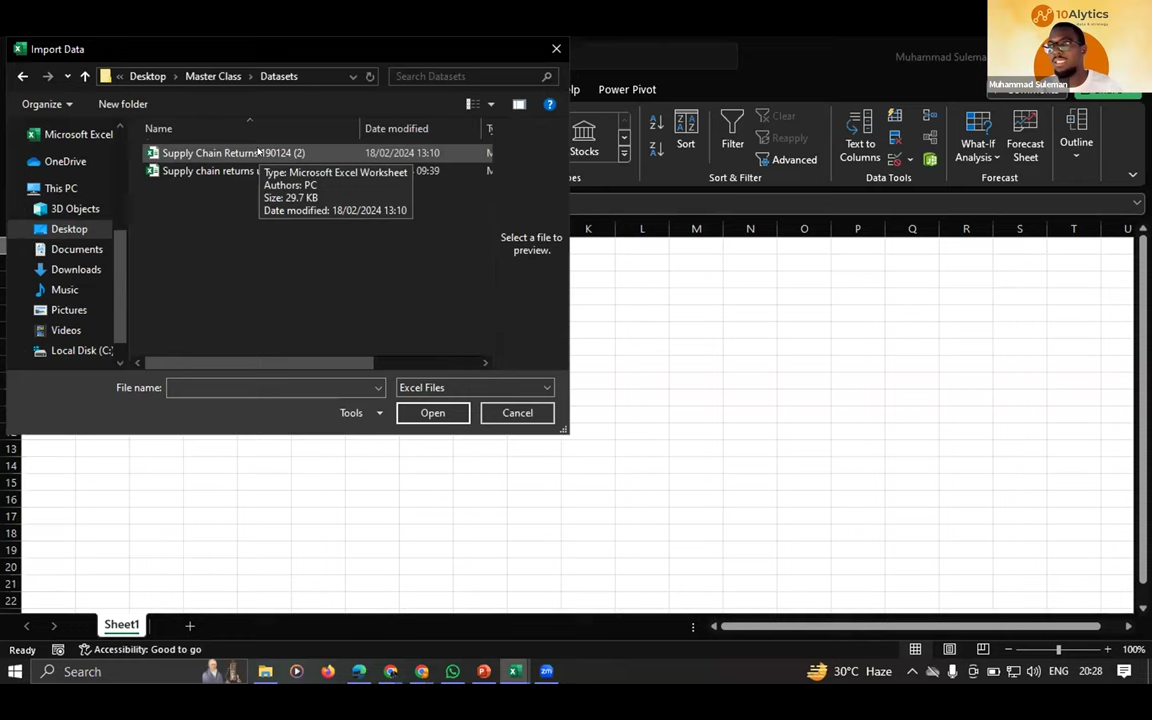 10Alytics
Muhammad Suleman
Import Data
Muhammad Suleman
Desktop
Master Class
Datasets
Search Datasets
Power Pivot
Organize
New folder
Microsoft Excel
OneDrive
This PC
3D Objects
Desktop
Documents
Downloads
Music
Pictures
Videos
Local Disk (C:)
Name
Date modified
Supply Chain Returns 190124 (2)
18/02/2024 13:10
Supply chain returns
09:39
Type: Microsoft Excel Worksheet
Authors: PC
Size: 29.7 KB
Date modified: 18/02/2024 13:10
Select a file to
preview.
File name:
Excel Files
Tools
Open
Cancel
Stocks
Sort
Filter
Clear
Reapply
Advanced
Sort & Filter
Text to
Columns
Data Tools
What-If
Analysis
Forecast
Sheet
Forecast
Outline
K L M N O P Q R S T U
13
14
15
16
17
18
19
20
21
22
Sheet1
Ready
Accessibility: Good to go
100%
Search
30°C Haze
ENG
20:28